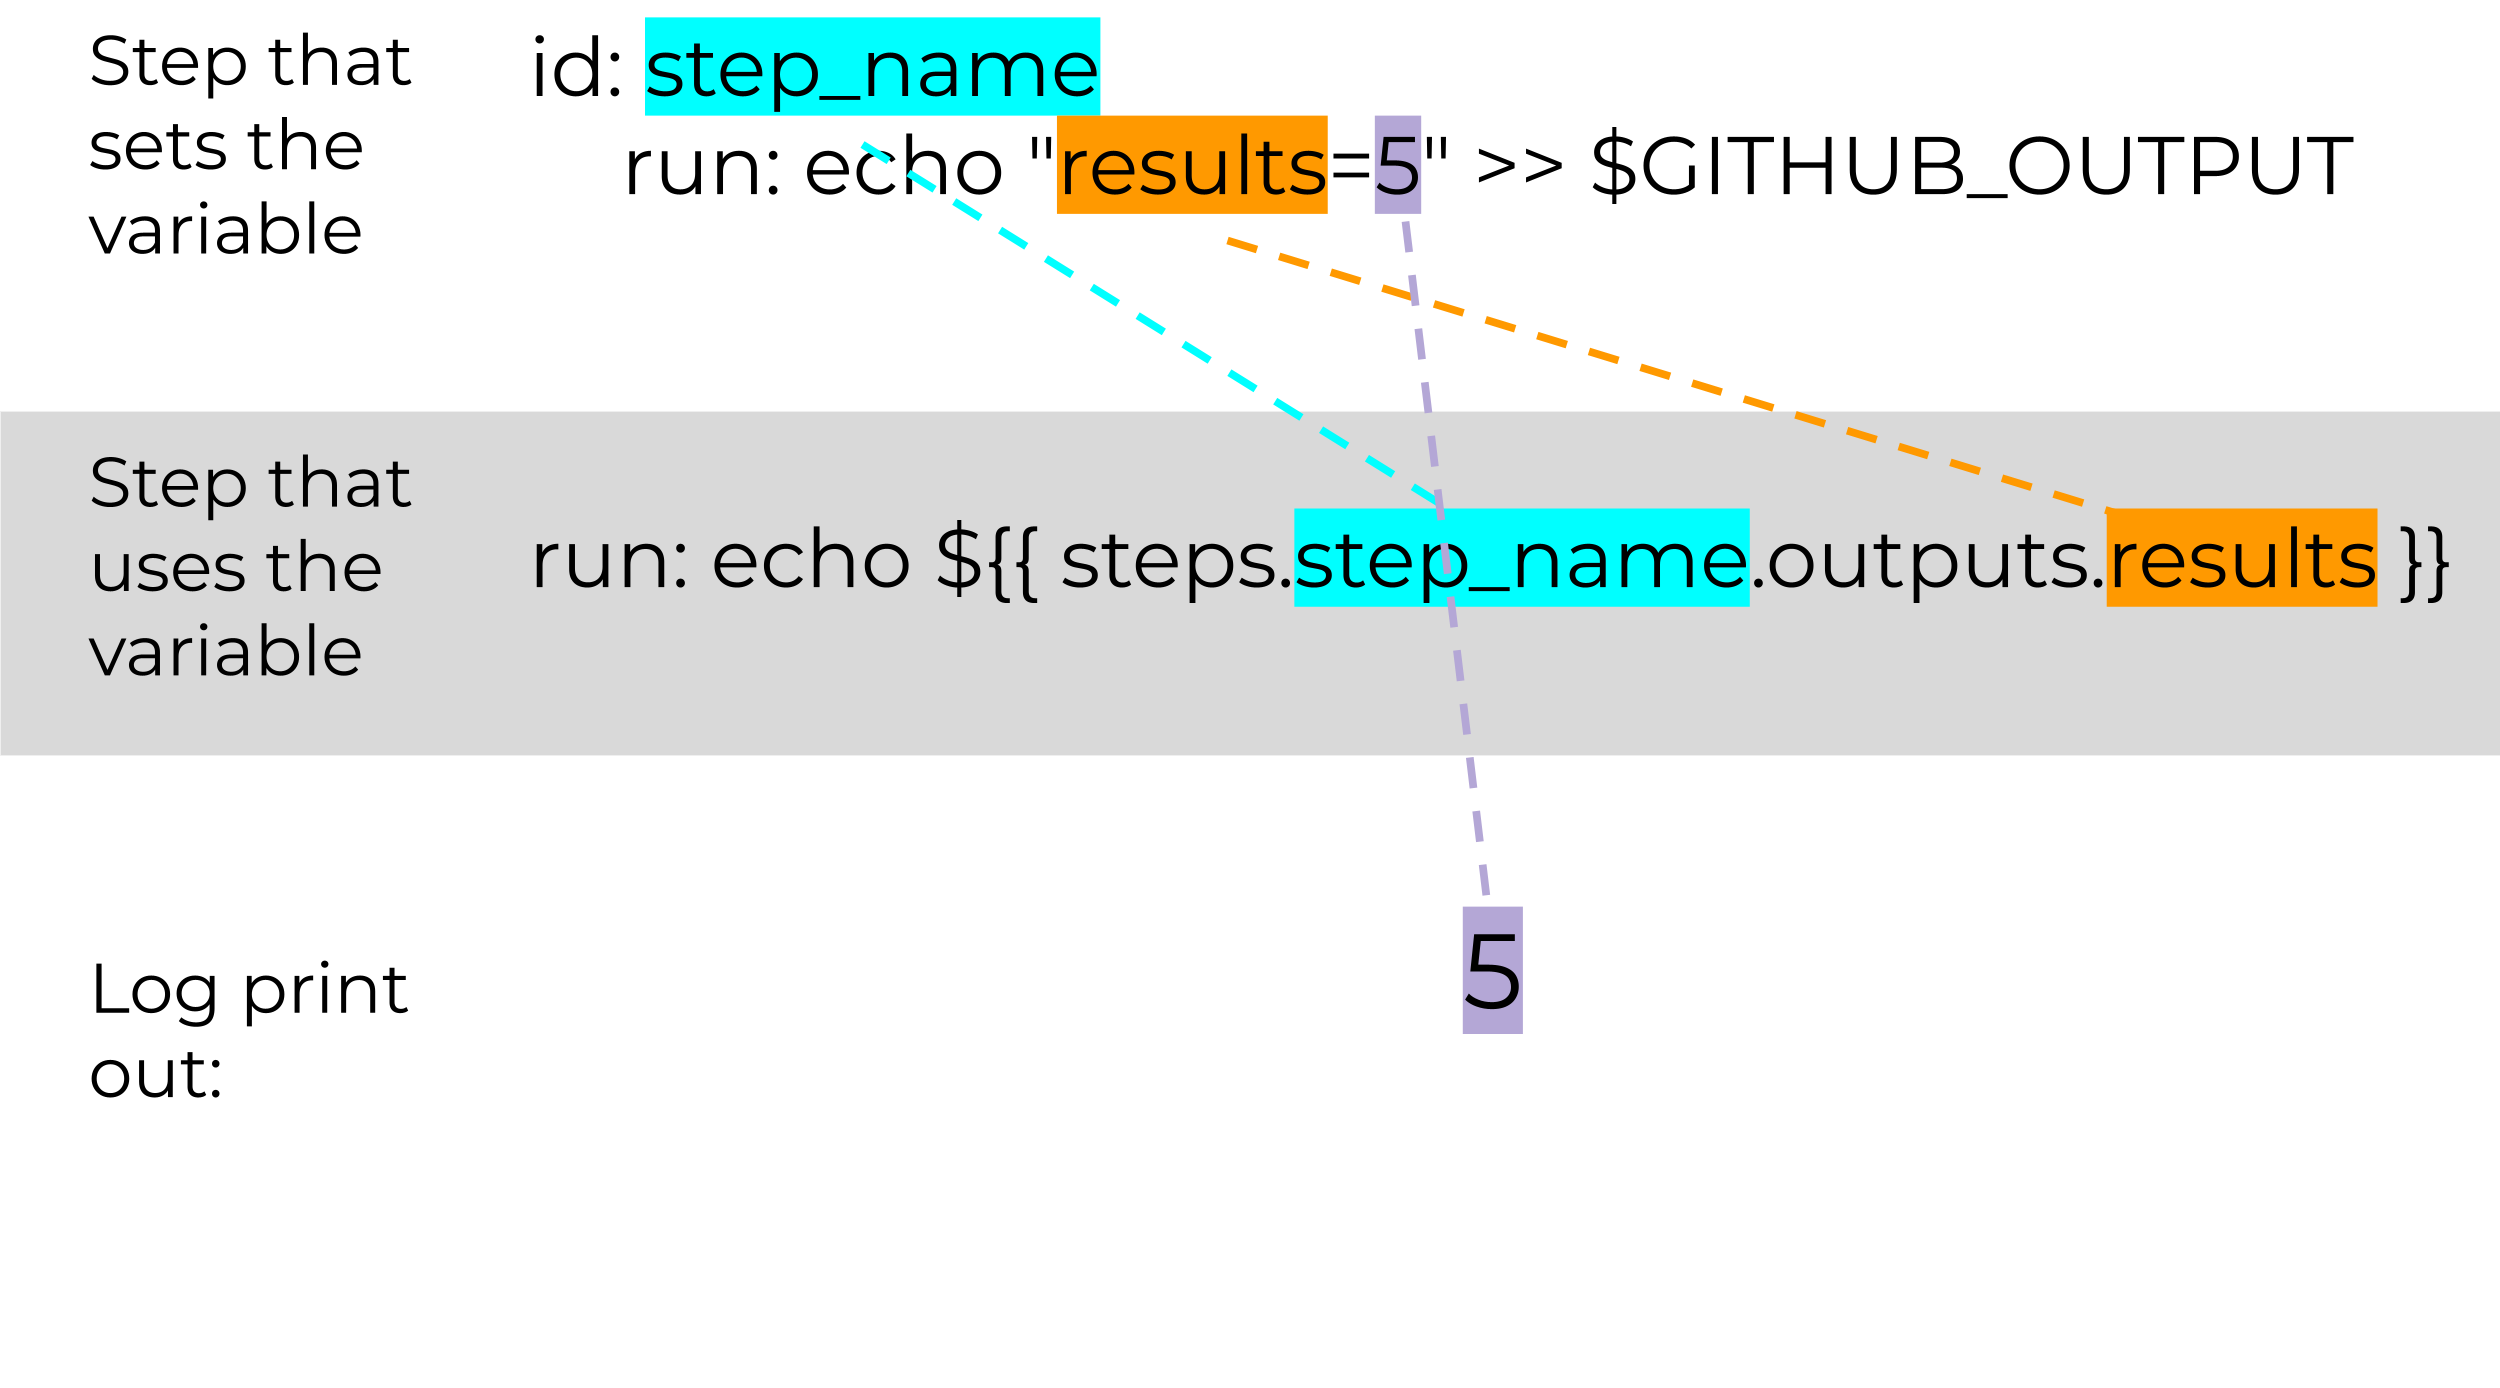 Step that
sets the
variable
id: step_name
run: echo ""results=5"" >> $GITHUB_OUTPUT
Step that
uses the
variable
run: echo ${{ steps.step_name.outputs.results }}
Log print
out:
5